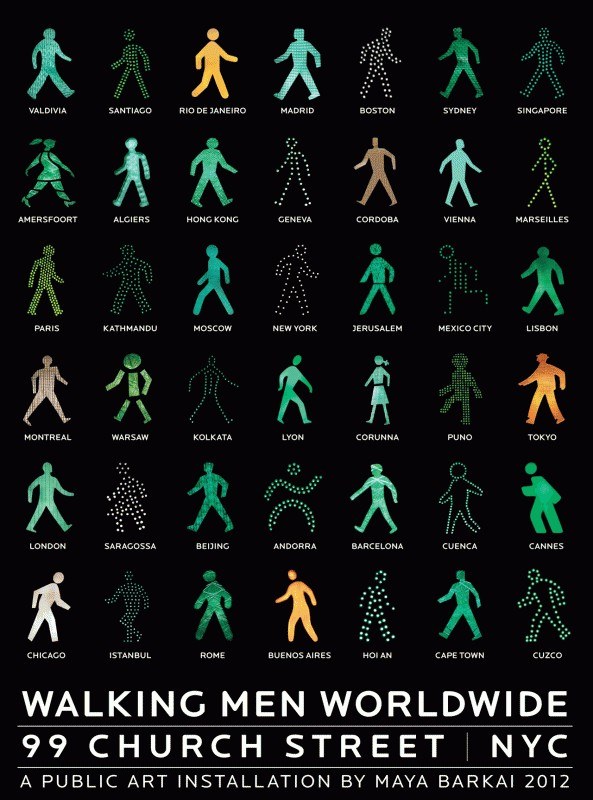 VALDIVIA SANTIAGO RIO DE JANEIRO MADRID BOSTON SYDNEY SINGAPORE
AMERSFOORT ALGIERS HONG KONG GENEVA CORDOBA VIENNA MARSEILLES
PARIS KATHMANDU MOSCOW NEW YORK JERUSALEM MEXICO CITY LISBON
MONTREAL WARSAW KOLKATA LYON CORUNNA PUNO TOKYO
LONDON SARAGOSSA BEIJING ANDORRA BARCELONA CUENCA CANNES
CHICAGO ISTANBUL ROME BUENOS AIRES HOI AN CAPE TOWN CUZCO
WALKING MEN WORLDWIDE
99 CHURCH STREET | NYC
A PUBLIC ART INSTALLATION BY MAYA BARKAI 2012